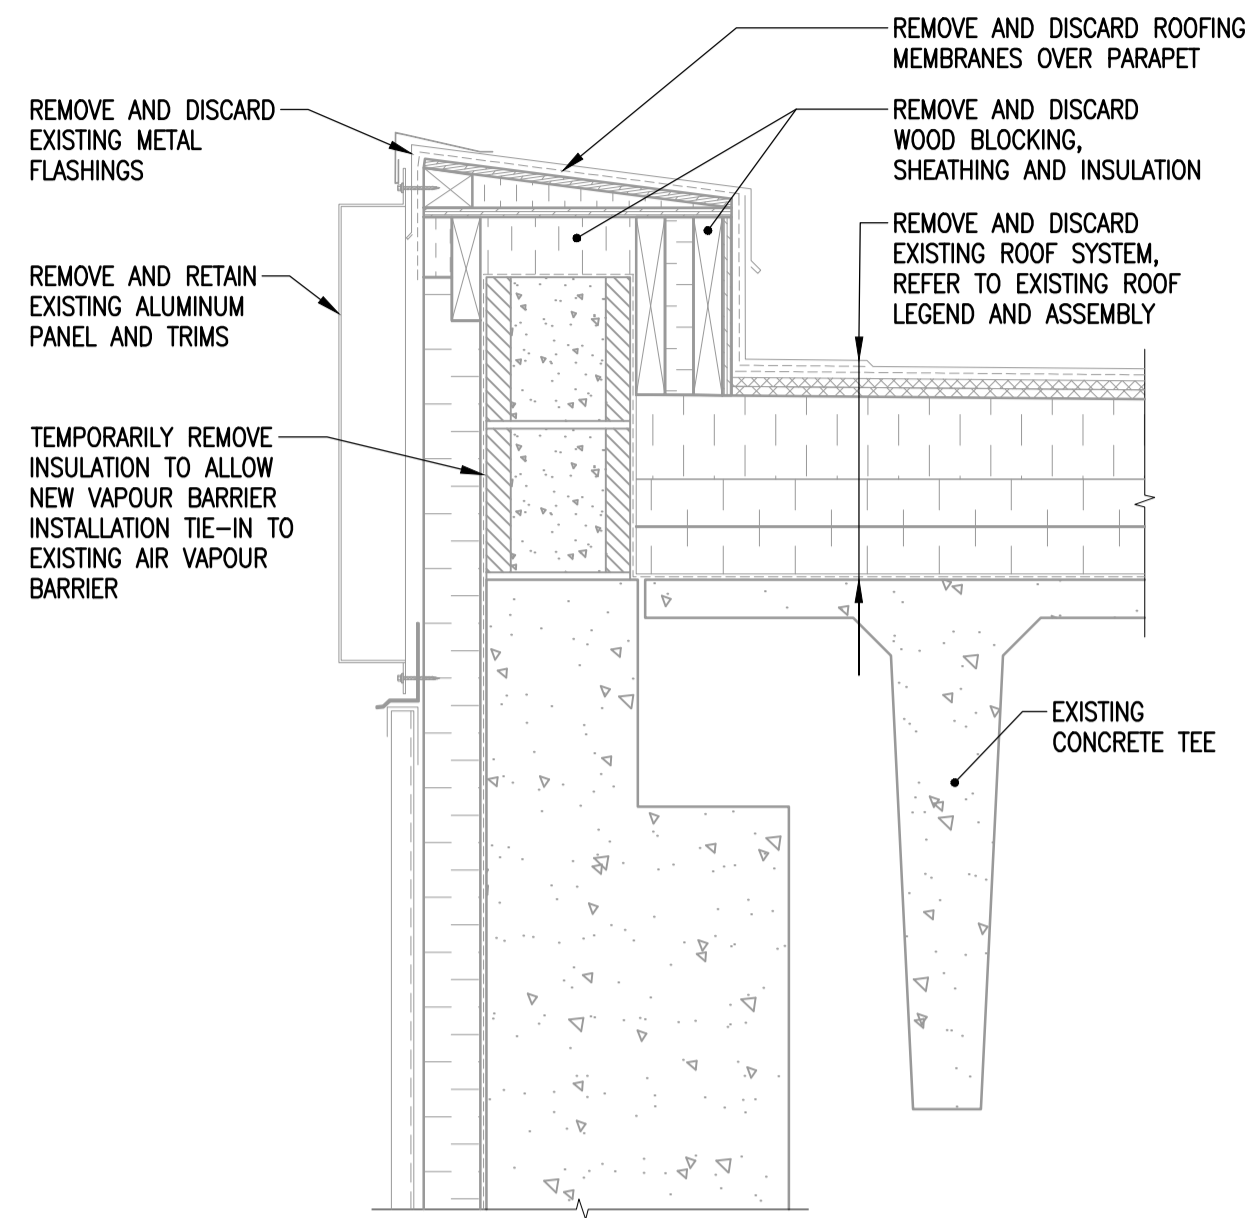 REMOVE AND DISCARD ROOFING
MEMBRANES OVER PARAPET
REMOVE AND DISCARD
EXISTING METAL
FLASHINGS
REMOVE AND DISCARD
WOOD BLOCKING,
SHEATHING AND INSULATION
REMOVE AND DISCARD
EXISTING ROOF SYSTEM,
REFER TO EXISTING ROOF
LEGEND AND ASSEMBLY
REMOVE AND RETAIN
EXISTING ALUMINUM
PANEL AND TRIMS
TEMPORARILY REMOVE
INSULATION TO ALLOW
NEW VAPOUR BARRIER
INSTALLATION TIE-IN TO
EXISTING AIR VAPOUR
BARRIER
EXISTING
CONCRETE TEE